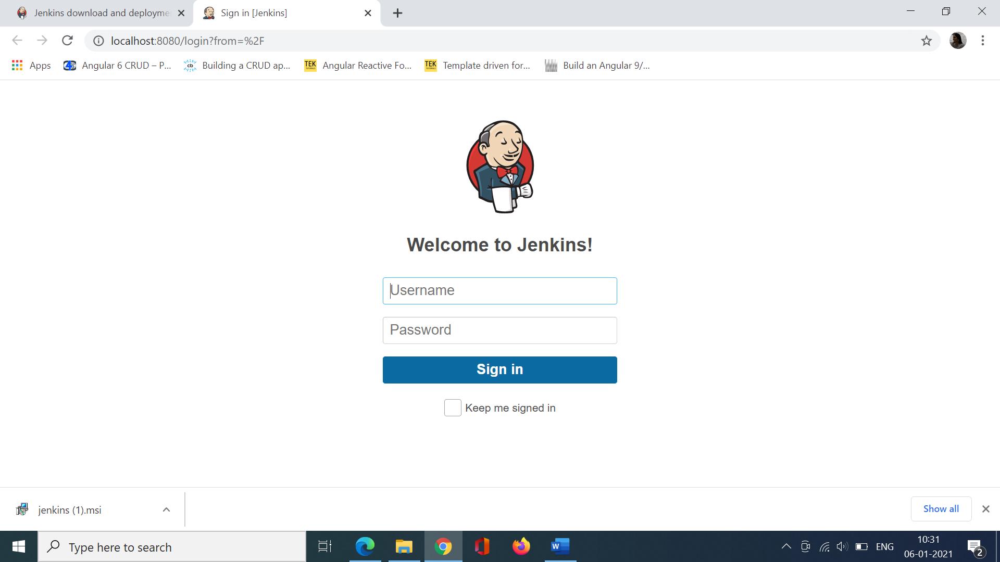 Jenkins download and deployme
Sign in [Jenkins]
localhost:8080/login?from=%2F
Apps
Angular 6 CRUD – P...
cb
Building a CRUD ap...
TEK
TUTORIALS
Angular Reactive Fo...
TEK
TUTORIALS
Template driven for...
Build an Angular 9/...
Welcome to Jenkins!
Username
Password
Sign in
Keep me signed in
jenkins (1).msi
Show all
Type here to search
W
ENG
10:31
06-01-2021
2